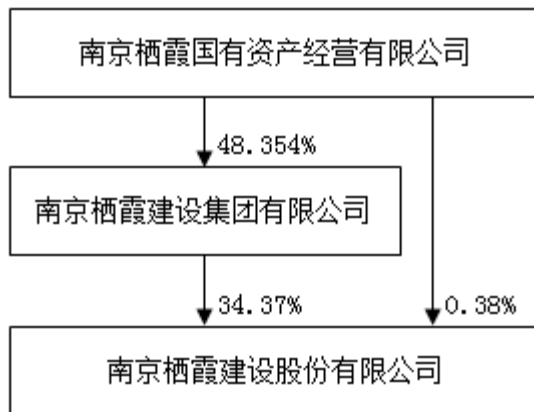 南京栖霞国有资产经营有限公司
48.354%
南京栖霞建设集团有限公司
34.37%
0.38%
南京栖霞建设股份有限公司